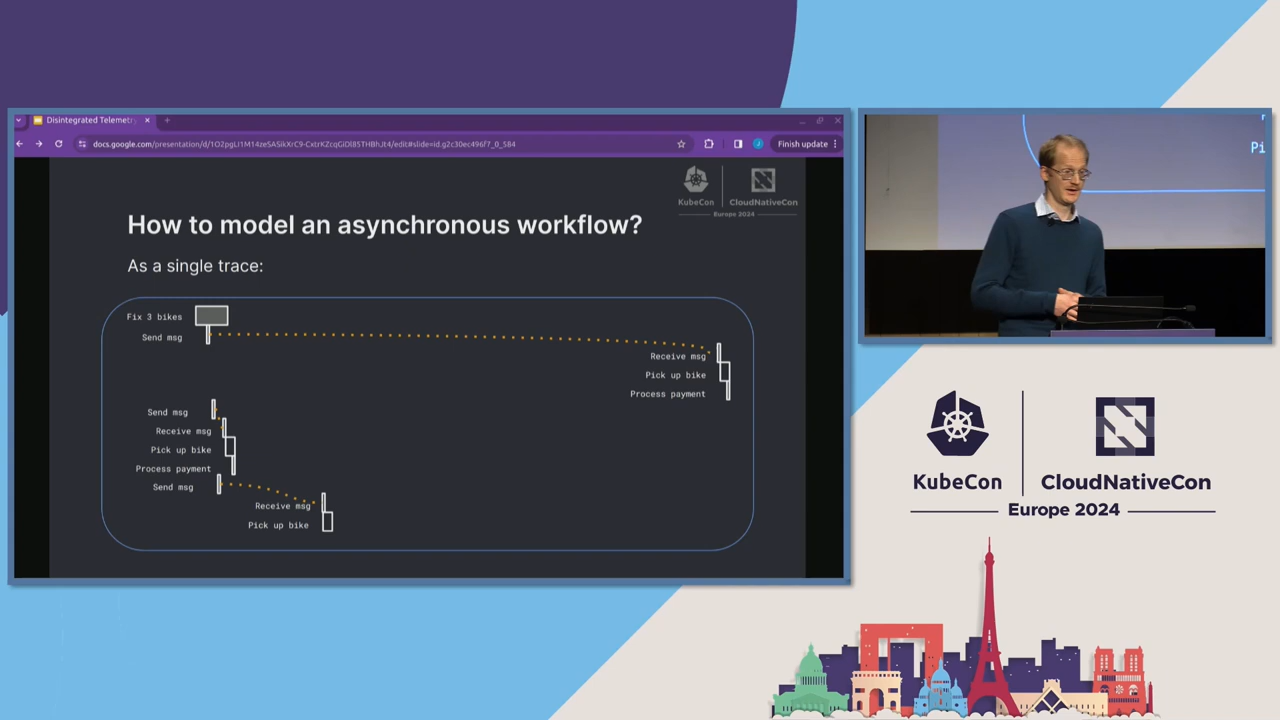 Disintegrated Telemetr
docs.google.com/presentation/d/1O2pgLI1M14zeSASikXrC9-CxtrKZcqGiDl85THBhJt4/edit#slide=id.g2c30ec496f7_0_584
Finish update
KubeCon
CloudNativeCon
Europe 2024
How to model an asynchronous workflow?
As a single trace:
Fix 3 bikes
Send msg
Receive msg
Pick up bike
Process payment
Send msg
Receive msg
Pick up bike
Process payment
Send msg
Receive msg
Pick up bike
Pi
KubeCon
CloudNativeCon
Europe 2024